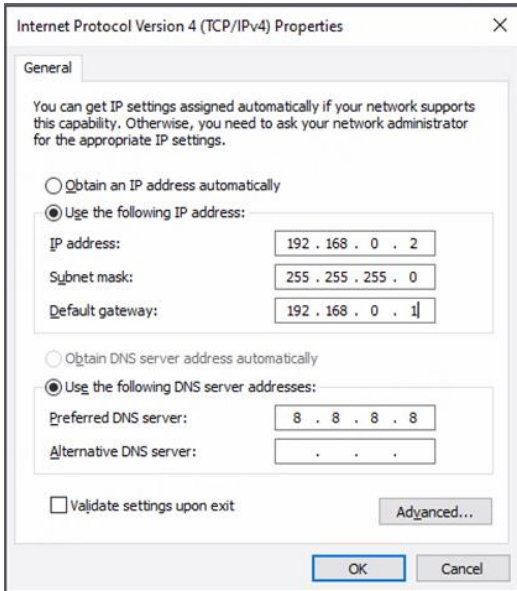 Internet Protocol Version 4 (TCP/IPv4) Properties
General
You can get IP settings assigned automatically if your network supports
this capability. Otherwise, you need to ask your network administrator
for the appropriate IP settings.
Obtain an IP address automatically
Use the following IP address:
IP address: 192 . 168 . 0 . 2
Subnet mask: 255 . 255 . 255 . 0
Default gateway: 192 . 168 . 0 . 1
Obtain DNS server address automatically
Use the following DNS server addresses:
Preferred DNS server: 8 . 8 . 8 . 8
Alternative DNS server: . . .
Validate settings upon exit
Advanced...
OK Cancel